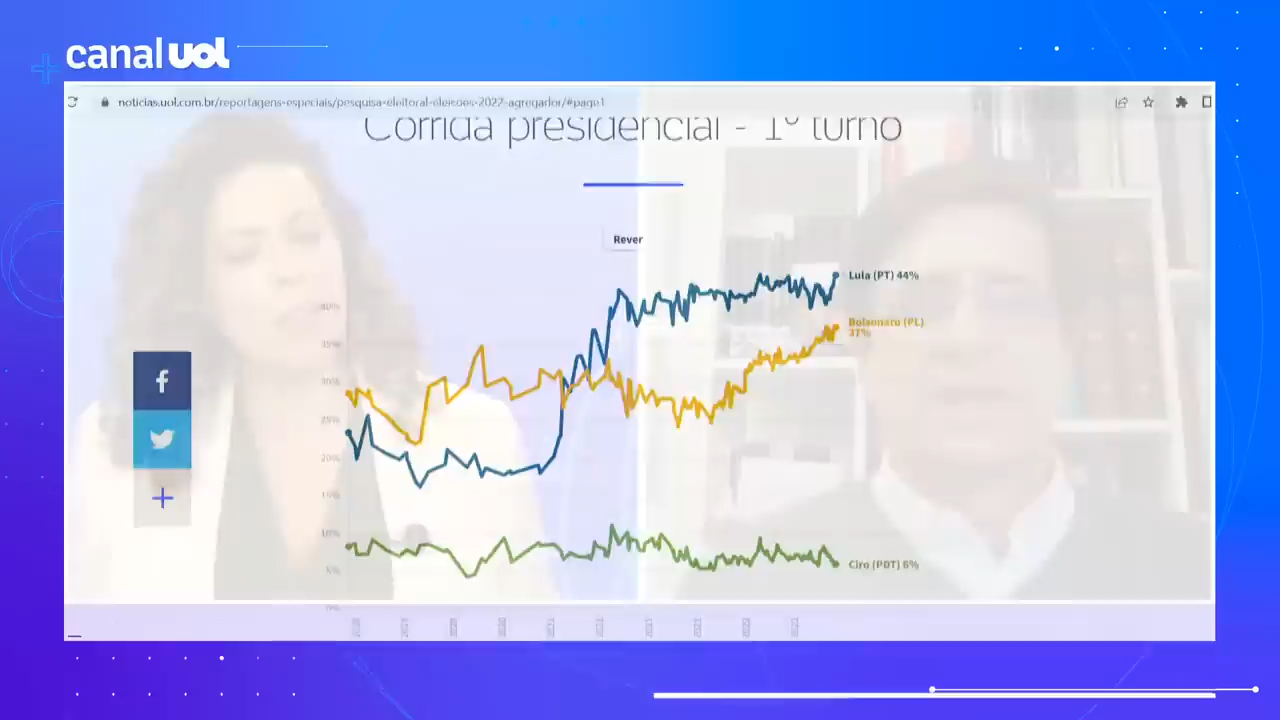 canal uol
noticias.uol.com.br/reportagens-especiais/pesquisa-eleitoral-eleicoes-2022-agregador/#page1
Corrida presidencial - 1º turno
Rever
Lula (PT) 44%
Bolsonaro (PL)
37%
Ciro (PDT) 6%
40%
35%
30%
25%
20%
15%
10%
5%
0%